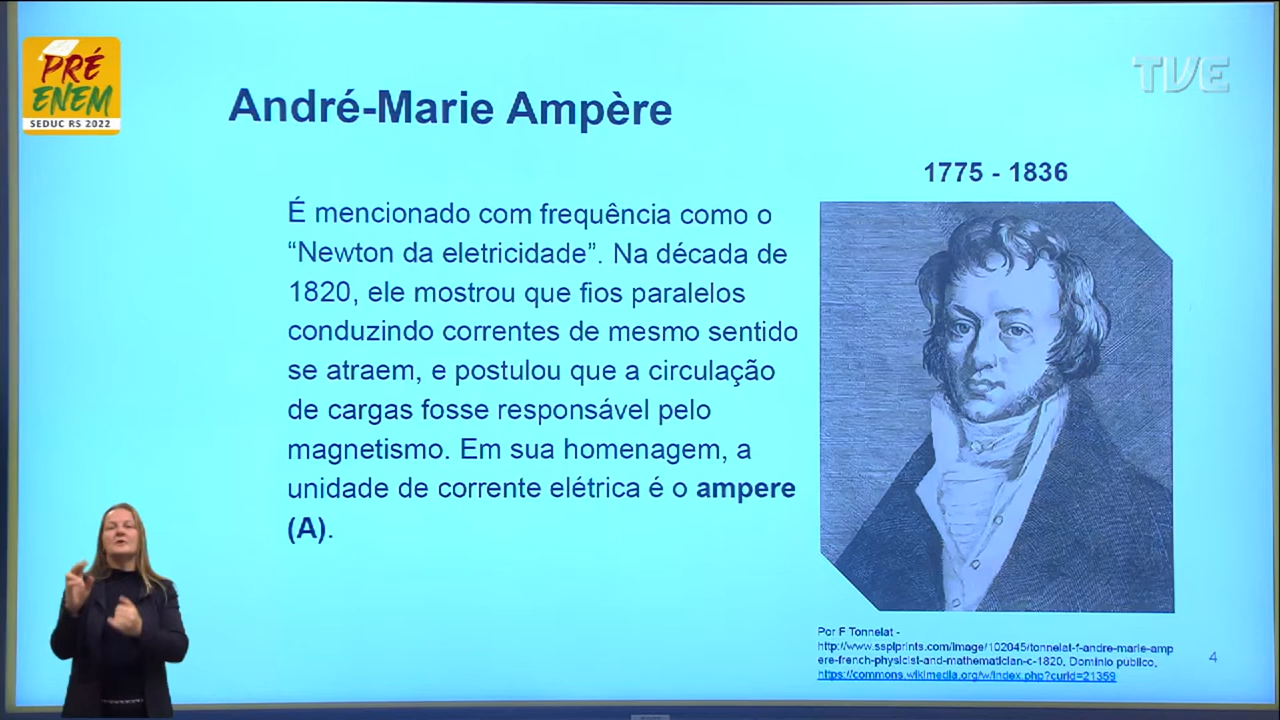 PRÉ
ENEM
SEDUC RS 2022
TVE
André-Marie Ampère
1775 - 1836
É mencionado com frequência como o
“Newton da eletricidade”. Na década de
1820, ele mostrou que fios paralelos
conduzindo correntes de mesmo sentido
se atraem, e postulou que a circulação
de cargas fosse responsável pelo
magnetismo. Em sua homenagem, a
unidade de corrente elétrica é o ampere
(A).
Por F Tonnelat -
http://www.ssplprints.com/image/102045/tonnelat-f-andre-marie-amp
ere-french-physicist-and-mathematician-c-1820, Domínio público,
https://commons.wikimedia.org/w/index.php?curid=21359
4